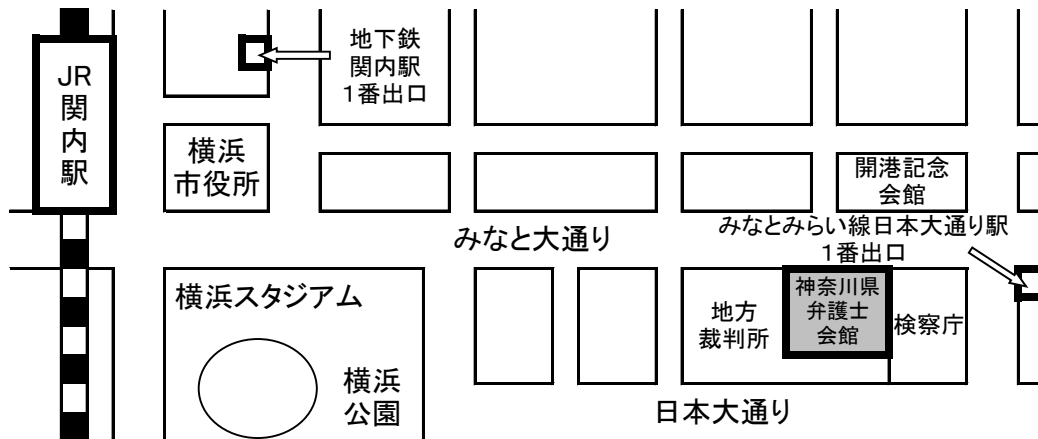 JR
関
内
駅
地下鉄
関内駅
1番出口
横浜
市役所
開港記念
会館
みなと大通り
みなとみらい線日本大通り駅
1番出口
横浜スタジアム
横浜
公園
地方
裁判所
神奈川県
弁護士
会館
検察庁
日本大通り